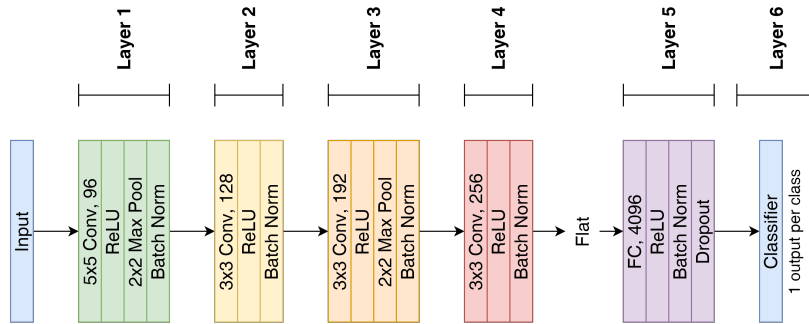 Layer 1
Layer 2
Layer 3
Layer 4
Layer 5
Layer 6
Input
5x5 Conv, 96
ReLU
2x2 Max Pool
Batch Norm
3x3 Conv, 128
ReLU
Batch Norm
3x3 Conv, 192
ReLU
2x2 Max Pool
Batch Norm
3x3 Conv, 256
ReLU
Batch Norm
Flat
FC, 4096
ReLU
Batch Norm
Dropout
Classifier
1 output per class